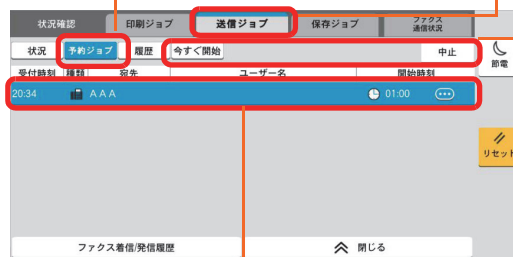 状況確認 印刷ジョブ 送信ジョブ 保存ジョブ ファクス
通信状況
状況 予約ジョブ 履歴 今すぐ開始 中止
節電
受付時刻 種類 宛先 ユーザー名 開始時刻
20:34 AAA 01:00
リセット
ファクス着信/発信履歴 閉じる